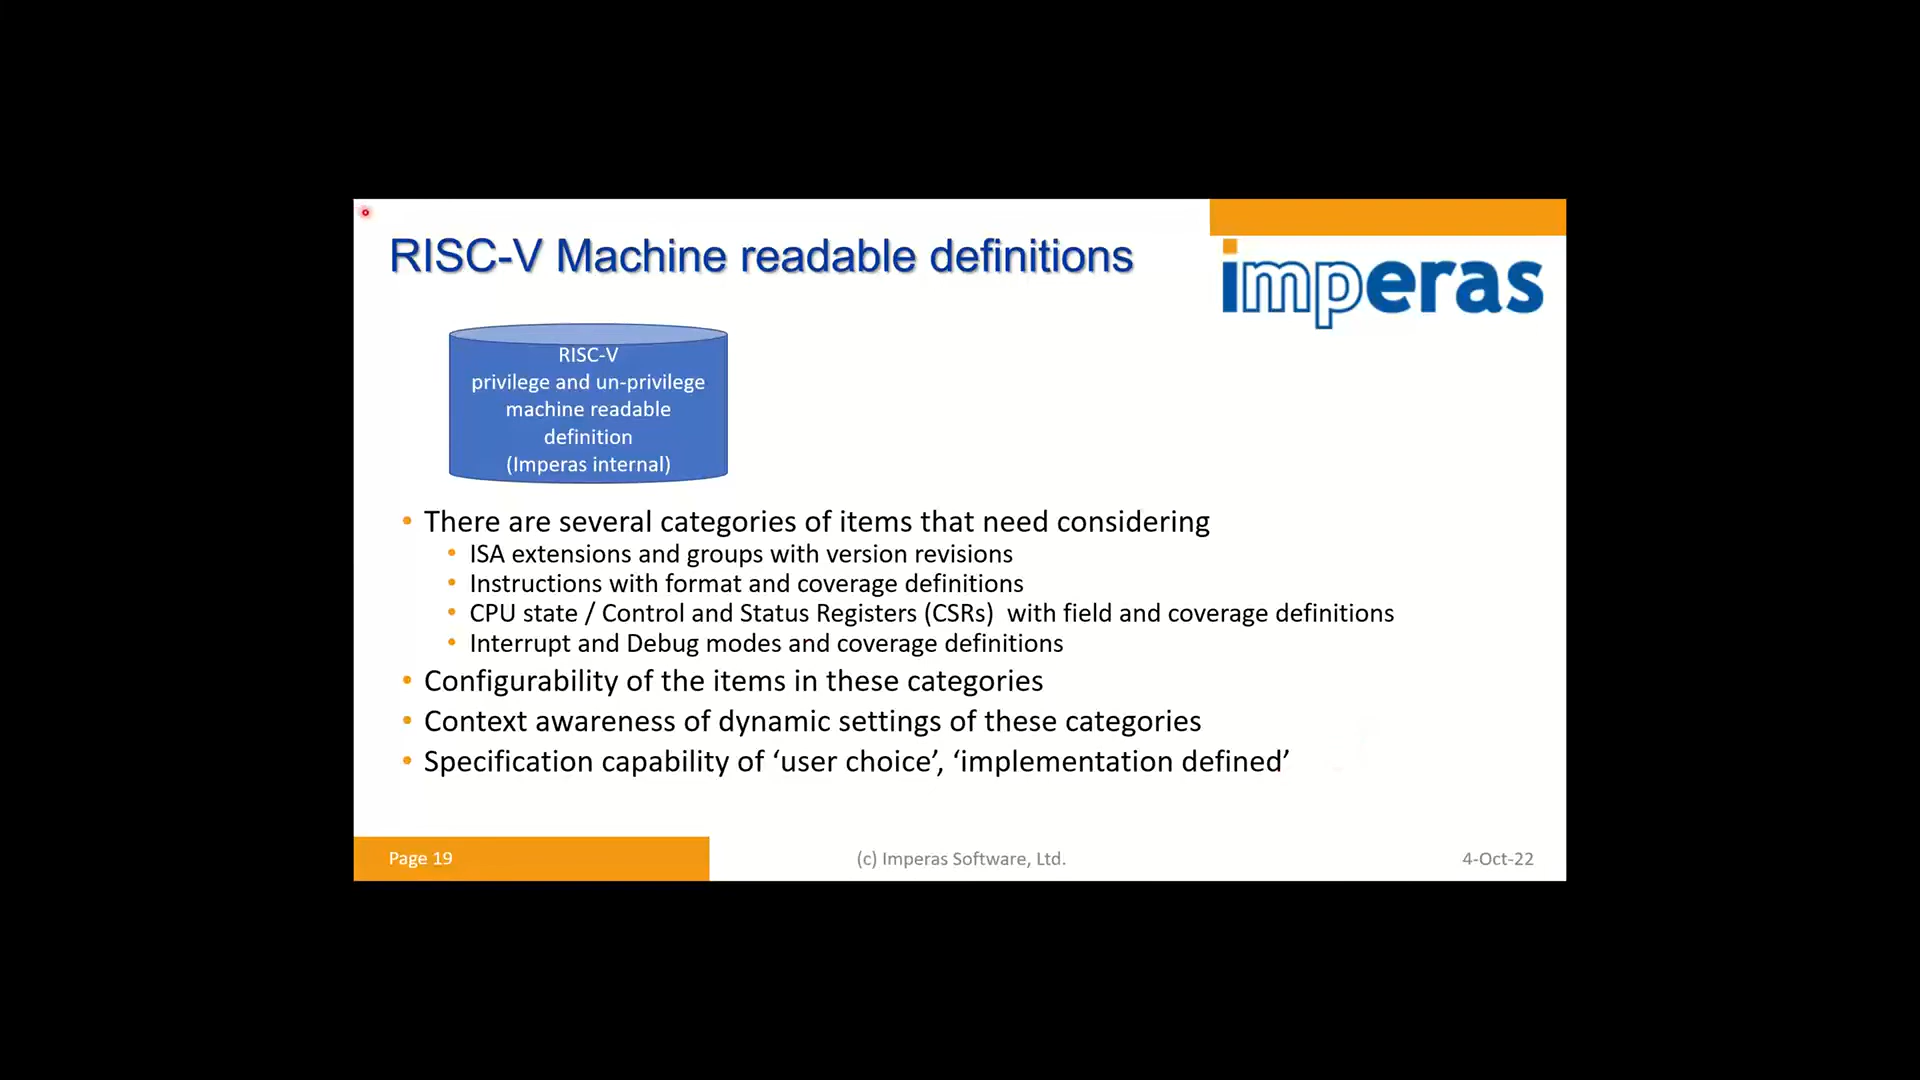 RISC-V Machine readable definitions
imperas
RISC-V
privilege and un-privilege
machine readable
definition
(Imperas internal)
• There are several categories of items that need considering
• ISA extensions and groups with version revisions
• Instructions with format and coverage definitions
• CPU state / Control and Status Registers (CSRs)  with field and coverage definitions
• Interrupt and Debug modes and coverage definitions
• Configurability of the items in these categories
• Context awareness of dynamic settings of these categories
• Specification capability of ‘user choice’, ‘implementation defined’
Page 19
(c) Imperas Software, Ltd.
4-Oct-22